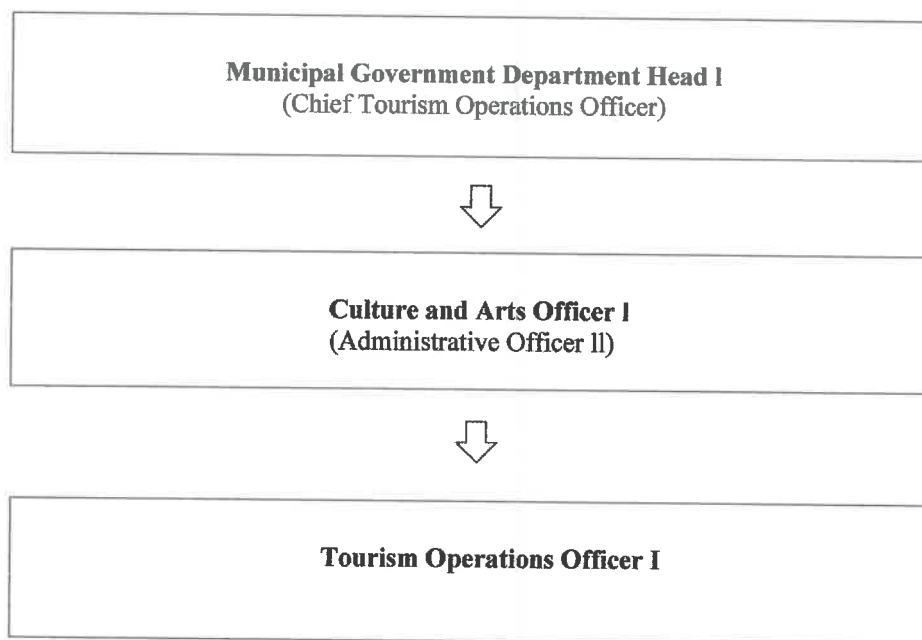 Municipal Government Department Head I
(Chief Tourism Operations Officer)
Culture and Arts Officer I
(Administrative Officer II)
Tourism Operations Officer I